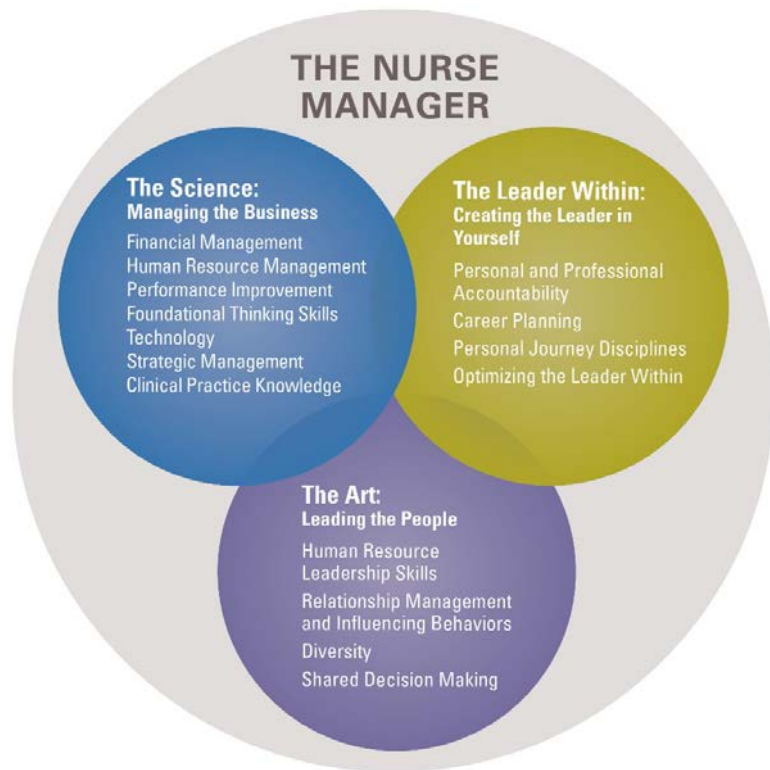 THE NURSE
MANAGER
The Science:
Managing the Business
Financial Management
Human Resource Management
Performance Improvement
Foundational Thinking Skills
Technology
Strategic Management
Clinical Practice Knowledge
The Leader Within:
Creating the Leader in
Yourself
Personal and Professional
Accountability
Career Planning
Personal Journey Disciplines
Optimizing the Leader Within
The Art:
Leading the People
Human Resource
Leadership Skills
Relationship Management
and Influencing Behaviors
Diversity
Shared Decision Making